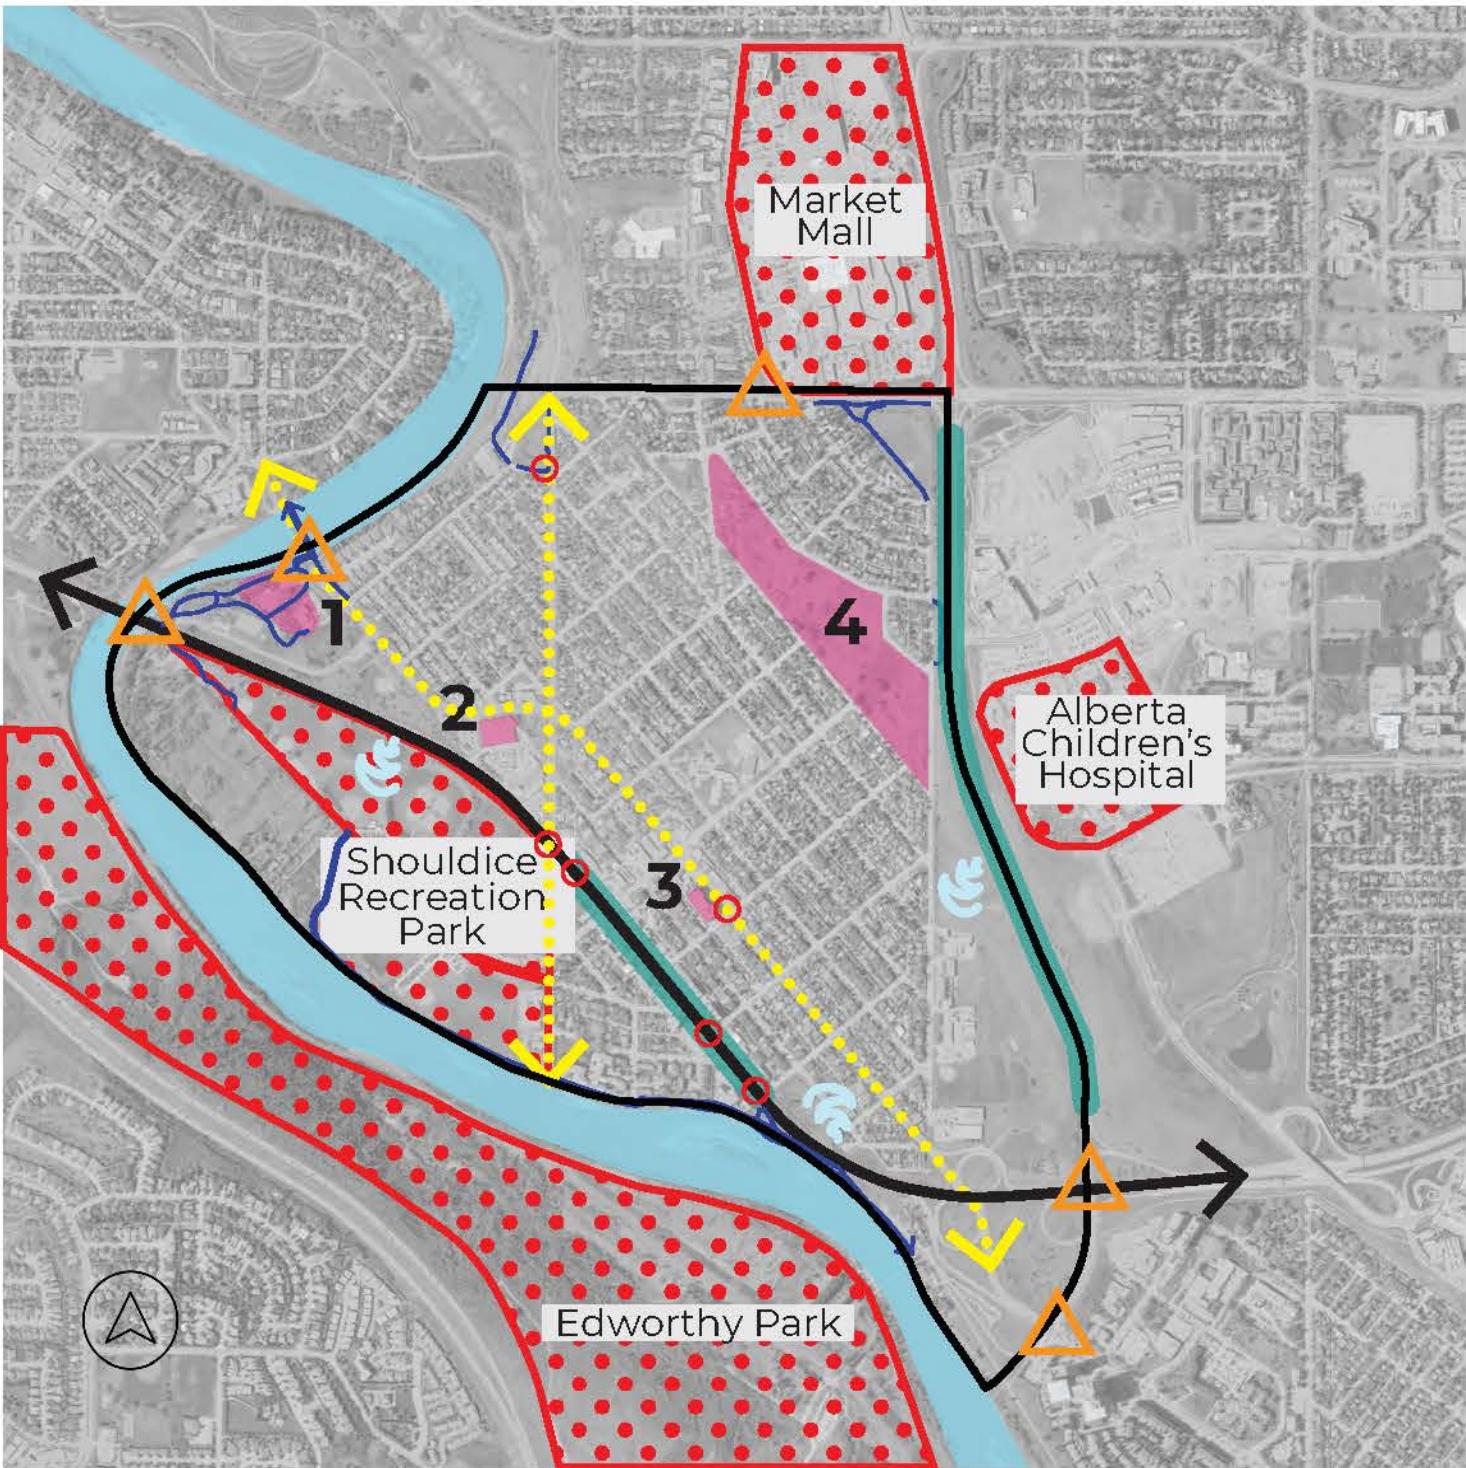 Market
Mall
1
4
2
Alberta
Children's
Hospital
Shouldice
Recreation
Park
3
Edworthy Park